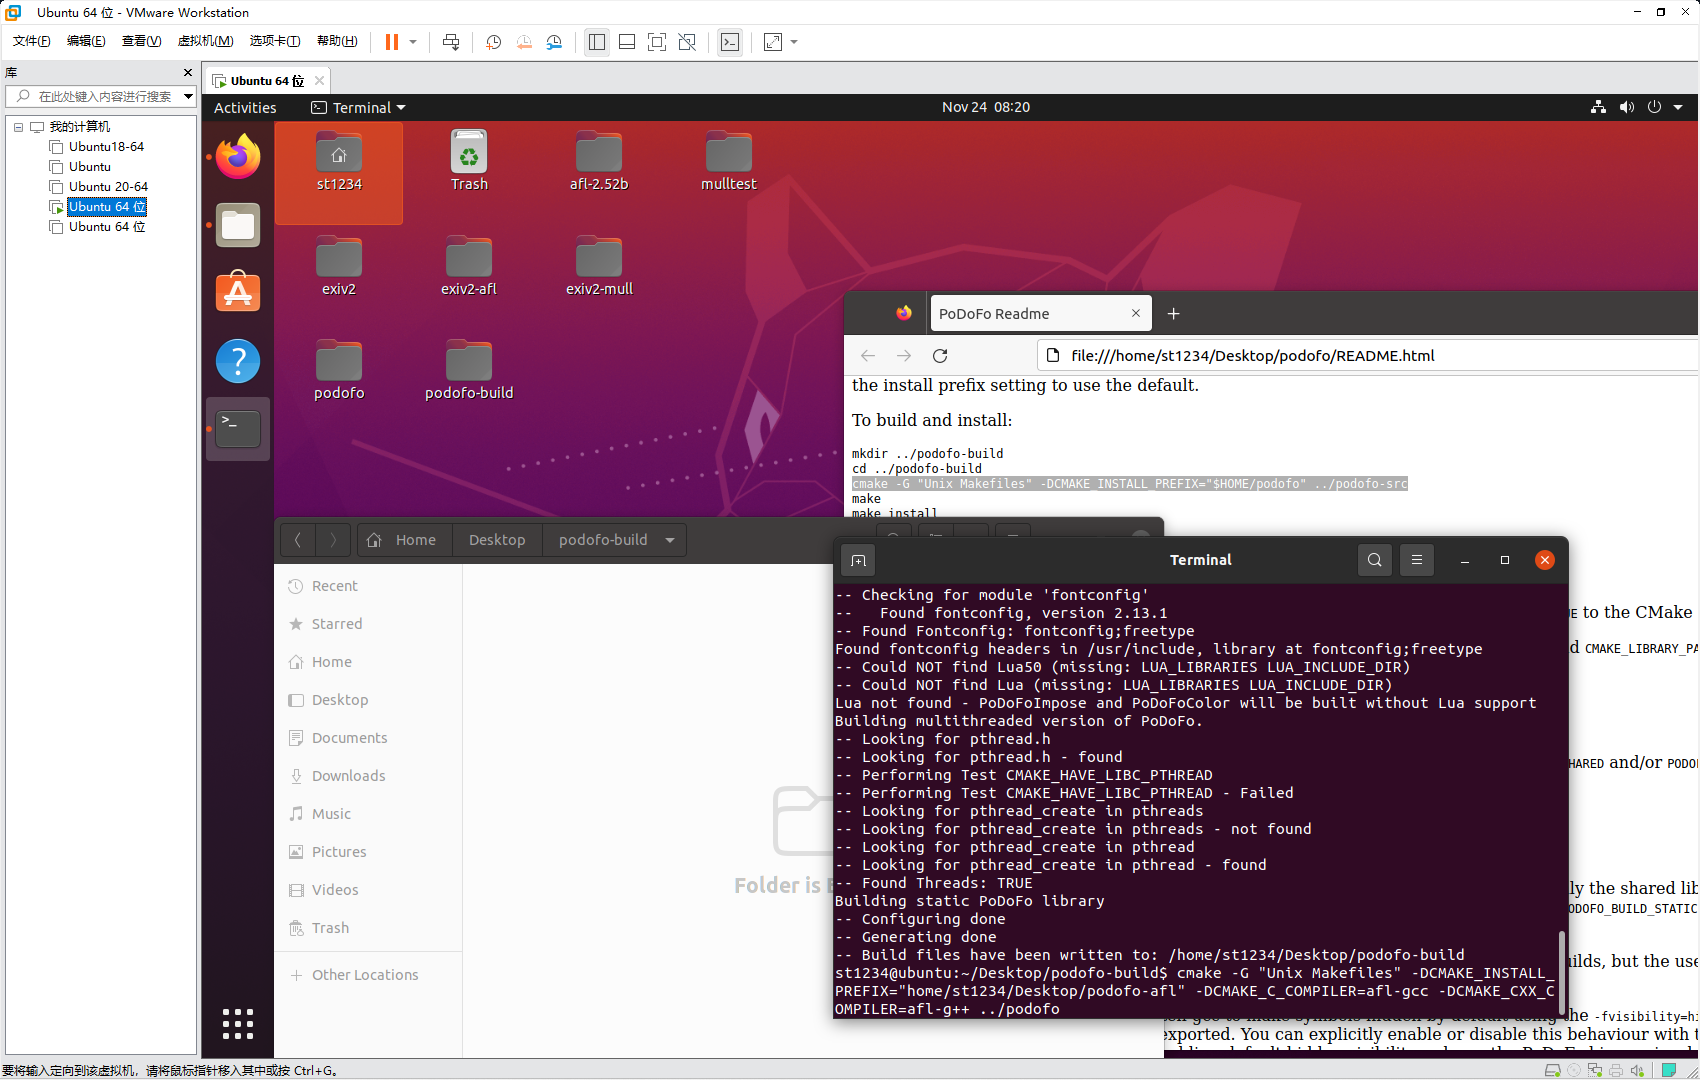 Ubuntu 64 位 - VMware Workstation
文件(F) 编辑(E) 查看(V) 虚拟机(M) 选项卡(T) 帮助(H)
库
在此处键入内容进行搜索
我的计算机
Ubuntu18-64
Ubuntu
Ubuntu 20-64
Ubuntu 64 位
Ubuntu 64 位
Ubuntu 64 位
Activities Terminal Nov 24 08:20
st1234 Trash afl-2.52b mulltest
exiv2 exiv2-afl exiv2-mull
podofo podofo-build
PoDoFo Readme
file:///home/st1234/Desktop/podofo/README.html
the install prefix setting to use the default.
To build and install:
mkdir ../podofo-build
cd ../podofo-build
cmake -G "Unix Makefiles" -DCMAKE_INSTALL_PREFIX="$HOME/podofo" ../podofo-src
make
make install
to the CMake
CMAKE_LIBRARY_PA
HARED and/or PODOF
ly the shared lib
ODOFO_BUILD_STATIC
ilds, but the use
the -fvisibility=hi
exported. You can explicitly enable or disable this behaviour with t
Home Desktop podofo-build
Recent
Starred
Home
Desktop
Documents
Downloads
Music
Pictures
Videos
Trash
Other Locations
Folder is E
Terminal
-- Checking for module 'fontconfig'
--   Found fontconfig, version 2.13.1
-- Found Fontconfig: fontconfig;freetype
Found fontconfig headers in /usr/include, library at fontconfig;freetype
-- Could NOT find Lua50 (missing: LUA_LIBRARIES LUA_INCLUDE_DIR)
-- Could NOT find Lua (missing: LUA_LIBRARIES LUA_INCLUDE_DIR)
Lua not found - PoDoFoImpose and PoDoFoColor will be built without Lua support
Building multithreaded version of PoDoFo.
-- Looking for pthread.h
-- Looking for pthread.h - found
-- Performing Test CMAKE_HAVE_LIBC_PTHREAD
-- Performing Test CMAKE_HAVE_LIBC_PTHREAD - Failed
-- Looking for pthread_create in pthreads
-- Looking for pthread_create in pthreads - not found
-- Looking for pthread_create in pthread
-- Looking for pthread_create in pthread - found
-- Found Threads: TRUE
Building static PoDoFo library
-- Configuring done
-- Generating done
-- Build files have been written to: /home/st1234/Desktop/podofo-build
st1234@ubuntu:~/Desktop/podofo-build$ cmake -G "Unix Makefiles" -DCMAKE_INSTALL_
PREFIX="home/st1234/Desktop/podofo-afl" -DCMAKE_C_COMPILER=afl-gcc -DCMAKE_CXX_C
OMPILER=afl-g++ ../podofo
要将输入定向到该虚拟机，请将鼠标指针移入其中或按 Ctrl+G。